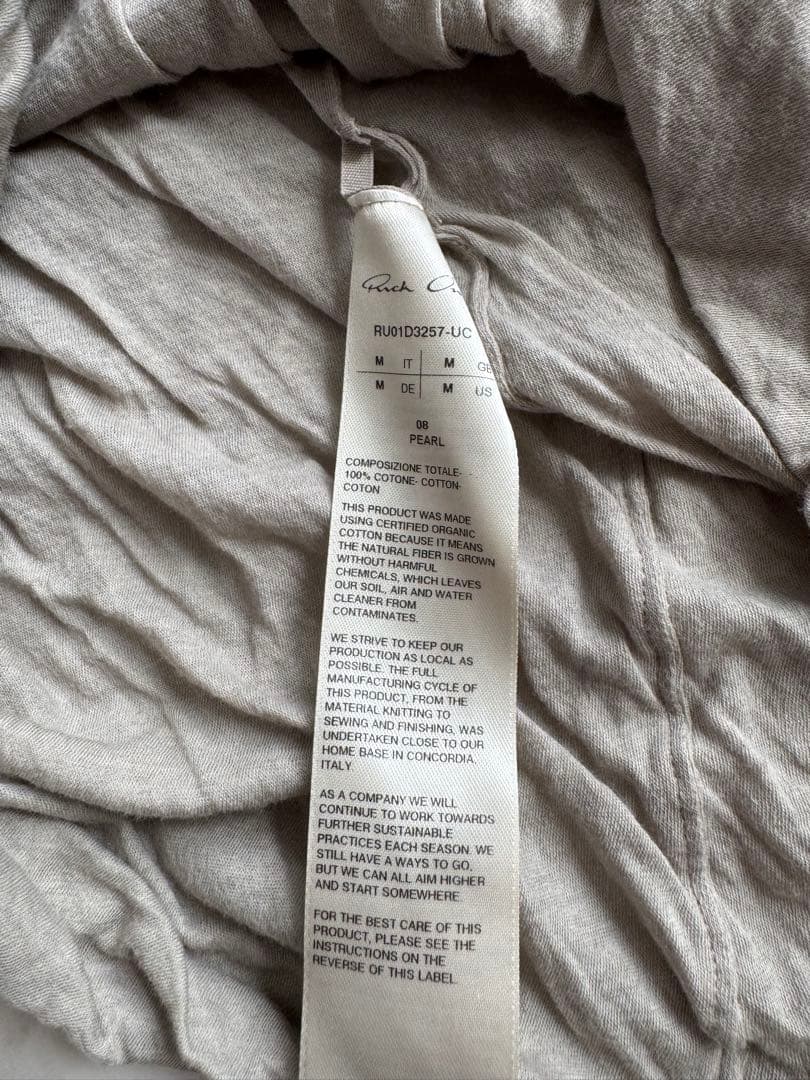 Rick
RU01D3257-UC
M IT M GB
M DE M US
08
PEARL
COMPOSIZIONE TOTALE-
100% COTONE- COTTON-
COTON
THIS PRODUCT WAS MADE
USING CERTIFIED ORGANIC
COTTON BECAUSE IT MEANS
THE NATURAL FIBER IS GROWN
WITHOUT HARMFUL
CHEMICALS, WHICH LEAVES
OUR SOIL, AIR AND WATER
CLEANER FROM
CONTAMINATES.
WE STRIVE TO KEEP OUR
PRODUCTION AS LOCAL AS
POSSIBLE. THE FULL
MANUFACTURING CYCLE OF
THIS PRODUCT, FROM THE
MATERIAL KNITTING TO
SEWING AND FINISHING, WAS
UNDERTAKEN CLOSE TO OUR
HOME BASE IN CONCORDIA.
ITALY.
AS A COMPANY WE WILL
CONTINUE TO WORK TOWARDS
FURTHER SUSTAINABLE
PRACTICES EACH SEASON. WE
STILL HAVE A WAYS TO GO,
BUT WE CAN ALL AIM HIGHER
AND START SOMEWHERE.
FOR THE BEST CARE OF THIS
PRODUCT, PLEASE SEE THE
INSTRUCTIONS ON THE
REVERSE OF THIS LABEL.